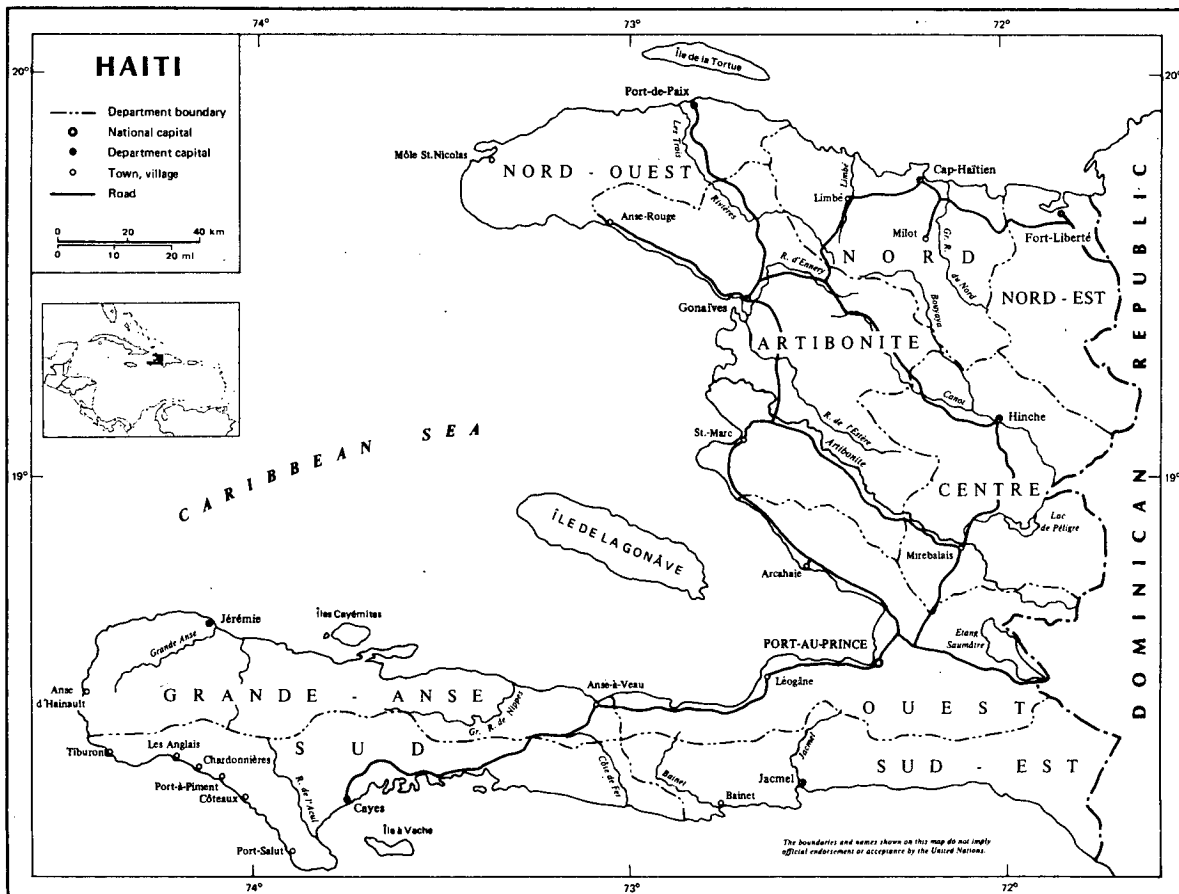 74°
73°
72°
HAITI
Department boundary
National capital
Department capital
Town, village
Road
0 20 40 km
0 10 20 ml
20°
20°
Île de la Tortue
Port-de-Paix
Les Trois
Rivières
Môle St. Nicolas
NORD - OUEST
Anse-Rouge
Limbé
Limbé
Cap-Haïtien
Milot
Fort-Liberté
Gr. R.
du Nord
NORD
NORD-EST
R. d'Ennery
Gonaïves
Bouyaya
ARTIBONITE
Canot
Hinche
R. de l'Estère
St.-Marc
Artibonite
CARIBBEAN SEA
19°
19°
CENTRE
Lac
de Péligre
ÎLE DE LA GONÂVE
Mirebalais
Arcahaie
DOMINICAN REPUBLIC
Jérémie
Îles Cayémites
Grande Anse
PORT-AU-PRINCE
Etang
Saumâtre
Anse
d'Hainault
GRANDE - ANSE
Anse-à-Veau
Léogâne
Gr. R. de Nippes
OUEST
Tiburon
Les Anglais
SUD
Chardonnières
Port-à-Piment
Côteaux
R. de l'Acul
Cayes
Côte de Fer
Bainet
Bainet
Jacmel
Jacmel
SUD - EST
Port-Salut
Île à Vache
The boundaries and names shown on this map do not imply
official endorsement or acceptance by the United Nations.
74°
73°
72°